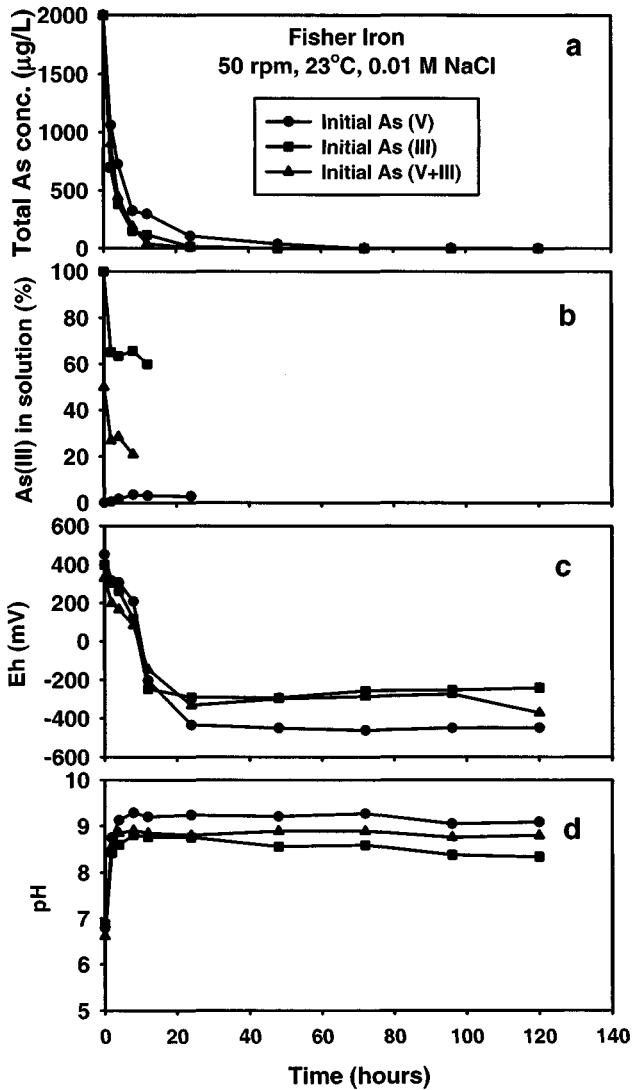 Total As conc. (µg/L)
2000
1500
1000
500
0
Fisher Iron
50 rpm, 23°C, 0.01 M NaCl
a
Initial As (V)
Initial As (III)
Initial As (V+III)
As(III) in solution (%)
100
80
60
40
20
0
b
Eh (mV)
600
400
200
0
-200
-400
-600
c
pH
10
9
8
7
6
5
d
0 20 40 60 80 100 120 140
Time (hours)